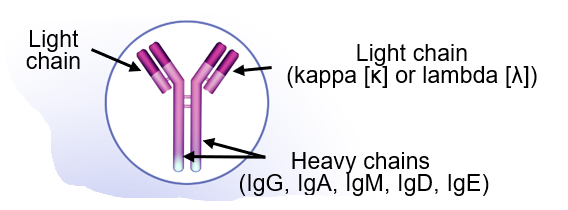 Light
chain
Light chain
(kappa [κ] or lambda [λ])
Heavy chains
(IgG, IgA, IgM, IgD, IgE)